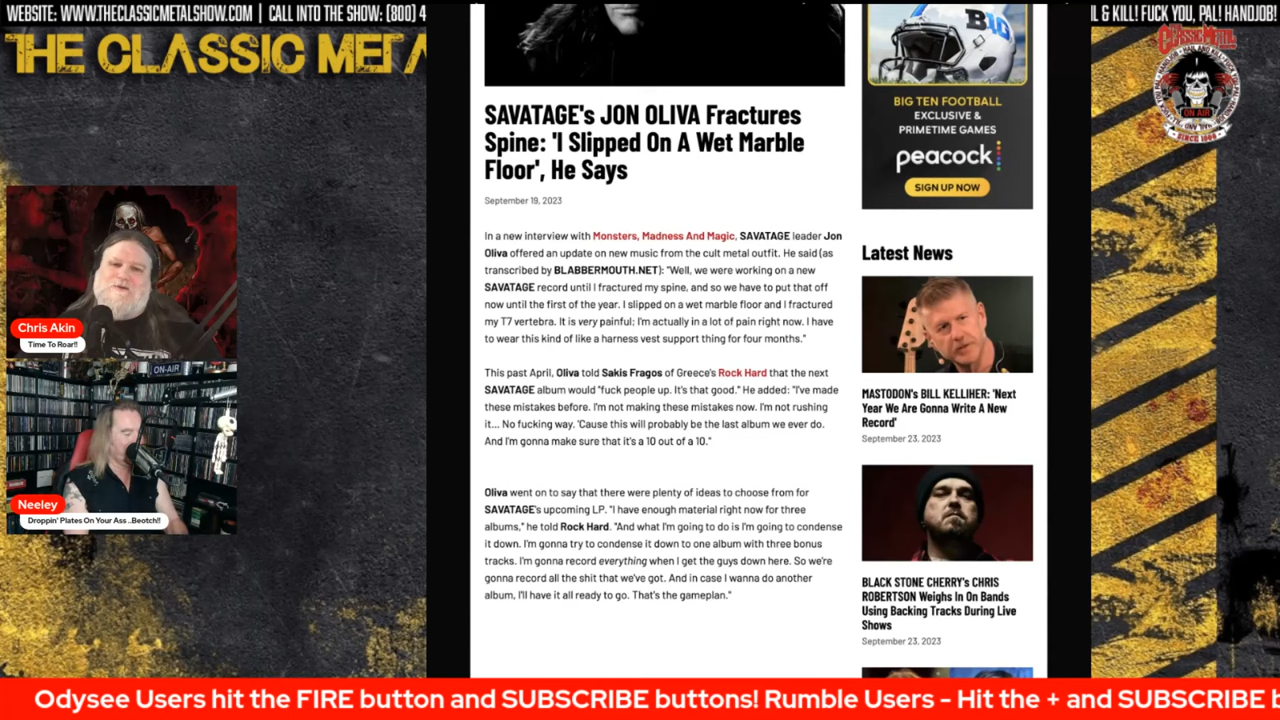 WEBSITE: WWW.THECLASSICMETALSHOW.COM | CALL INTO THE SHOW: (800) 4
IL & KILL! FUCK YOU, PAL! HANDJOB!
THE CLASSIC META
CLASSIC METAL
ON AIR
SINCE 1996
B1G
BIG TEN FOOTBALL
EXCLUSIVE &
PRIMETIME GAMES
peacock
SIGN UP NOW
SAVATAGE's JON OLIVA Fractures
Spine: 'I Slipped On A Wet Marble
Floor', He Says
September 19, 2023
In a new interview with Monsters, Madness And Magic, SAVATAGE leader Jon
Oliva offered an update on new music from the cult metal outfit. He said (as
transcribed by BLABBERMOUTH.NET): "Well, we were working on a new
SAVATAGE record until I fractured my spine, and so we have to put that off
now until the first of the year. I slipped on a wet marble floor and I fractured
my T7 vertebra. It is very painful; I'm actually in a lot of pain right now. I have
to wear this kind of like a harness vest support thing for four months."
This past April, Oliva told Sakis Fragos of Greece's Rock Hard that the next
SAVATAGE album would "fuck people up. It's that good." He added: "I've made
these mistakes before. I'm not making these mistakes now. I'm not rushing
it... No fucking way. 'Cause this will probably be the last album we ever do.
And I'm gonna make sure that it's a 10 out of a 10."
Oliva went on to say that there were plenty of ideas to choose from for
SAVATAGE's upcoming LP. "I have enough material right now for three
albums," he told Rock Hard. "And what I'm going to do is I'm going to condense
it down. I'm gonna try to condense it down to one album with three bonus
tracks. I'm gonna record everything when I get the guys down here. So we're
gonna record all the shit that we've got. And in case I wanna do another
album, I'll have it all ready to go. That's the gameplan."
Latest News
MASTODON's BILL KELLIHER: 'Next
Year We Are Gonna Write A New
Record'
September 23, 2023
BLACK STONE CHERRY's CHRIS
ROBERTSON Weighs In On Bands
Using Backing Tracks During Live
Shows
September 23, 2023
Chris Akin
Time To Roar!!
ON-AIR
Neeley
Droppin' Plates On Your Ass ..Beotch!!
Odysee Users hit the FIRE button and SUBSCRIBE buttons! Rumble Users - Hit the + and SUBSCRIBE b